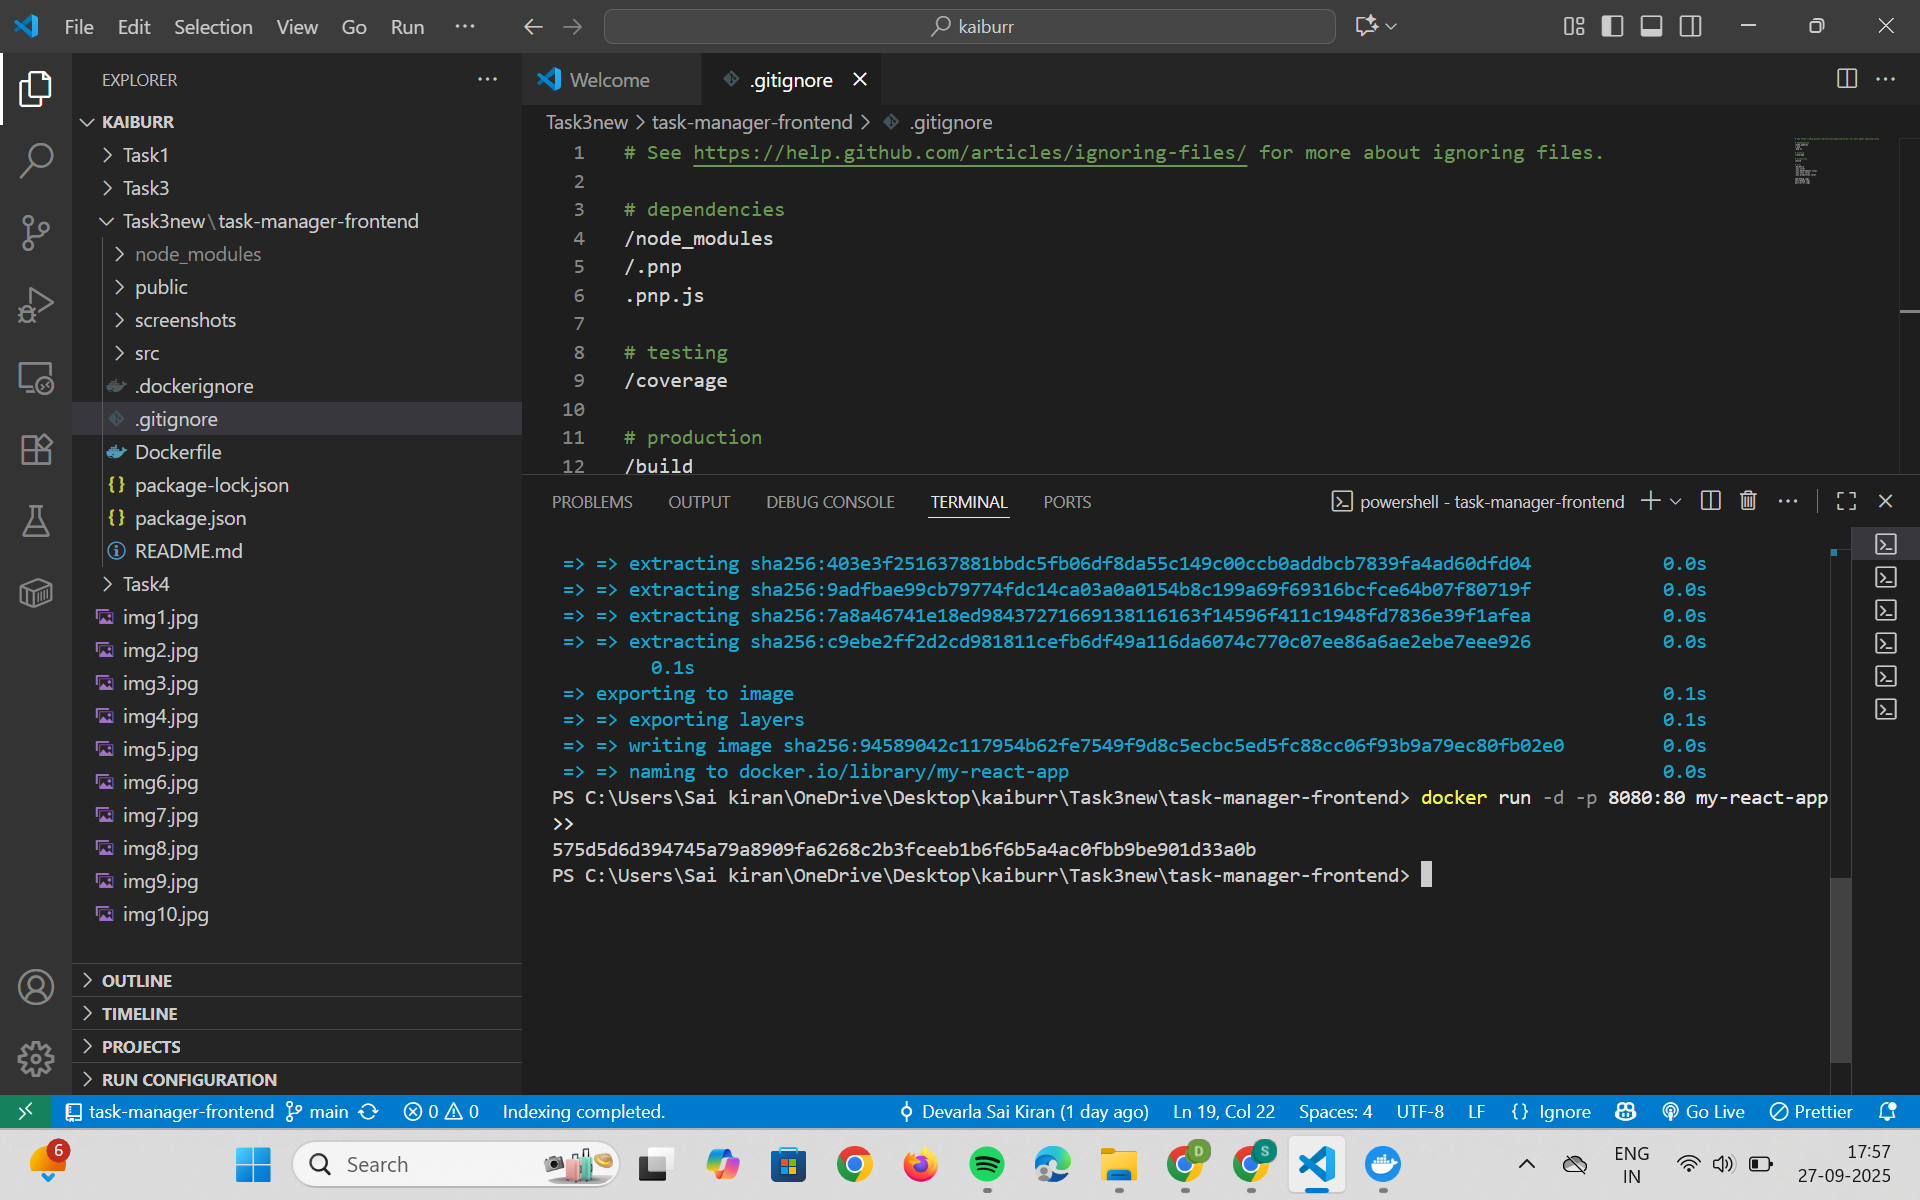 File Edit Selection View Go Run ··· kaiburr
EXPLORER ···
KAIBURR
Task1
Task3
Task3new\task-manager-frontend
node_modules
public
screenshots
src
.dockerignore
.gitignore
Dockerfile
{} package-lock.json
{} package.json
README.md
Task4
img1.jpg
img2.jpg
img3.jpg
img4.jpg
img5.jpg
img6.jpg
img7.jpg
img8.jpg
img9.jpg
img10.jpg
OUTLINE
TIMELINE
PROJECTS
RUN CONFIGURATION
Welcome .gitignore
Task3new > task-manager-frontend > .gitignore
1 # See https://help.github.com/articles/ignoring-files/ for more about ignoring files.
2
3 # dependencies
4 /node_modules
5 /.pnp
6 .pnp.js
7
8 # testing
9 /coverage
10
11 # production
12 /build
PROBLEMS OUTPUT DEBUG CONSOLE TERMINAL PORTS powershell - task-manager-frontend
=> => extracting sha256:403e3f251637881bbdc5fb06df8da55c149c00ccb0addbcb7839fa4ad60dfd04 0.0s
=> => extracting sha256:9adfbae99cb79774fdc14ca03a0a0154b8c199a69f69316bcfce64b07f80719f 0.0s
=> => extracting sha256:7a8a46741e18ed984372716691381161​63f14596f411c1948fd7836e39f1afea 0.0s
=> => extracting sha256:c9ebe2ff2d2cd981811cefb6df49a116da6074c770c07ee86a6ae2ebe7eee926 0.0s
0.1s
=> exporting to image 0.1s
=> => exporting layers 0.1s
=> => writing image sha256:94589042c117954b62fe7549f9d8c5ecbc5ed5fc88cc06f93b9a79ec80fb02e0 0.0s
=> => naming to docker.io/library/my-react-app 0.0s
PS C:\Users\Sai kiran\OneDrive\Desktop\kaiburr\Task3new\task-manager-frontend> docker run -d -p 8080:80 my-react-app
>>
575d5d6d394745a79a8909fa6268c2b3fceeb1b6f6b5a4ac0fbb9be901d33a0b
PS C:\Users\Sai kiran\OneDrive\Desktop\kaiburr\Task3new\task-manager-frontend>
task-manager-frontend main 0 0 Indexing completed. Devarla Sai Kiran (1 day ago) Ln 19, Col 22 Spaces: 4 UTF-8 LF {} Ignore Go Live Prettier
6 Search D S ENG 17:57
IN 27-09-2025